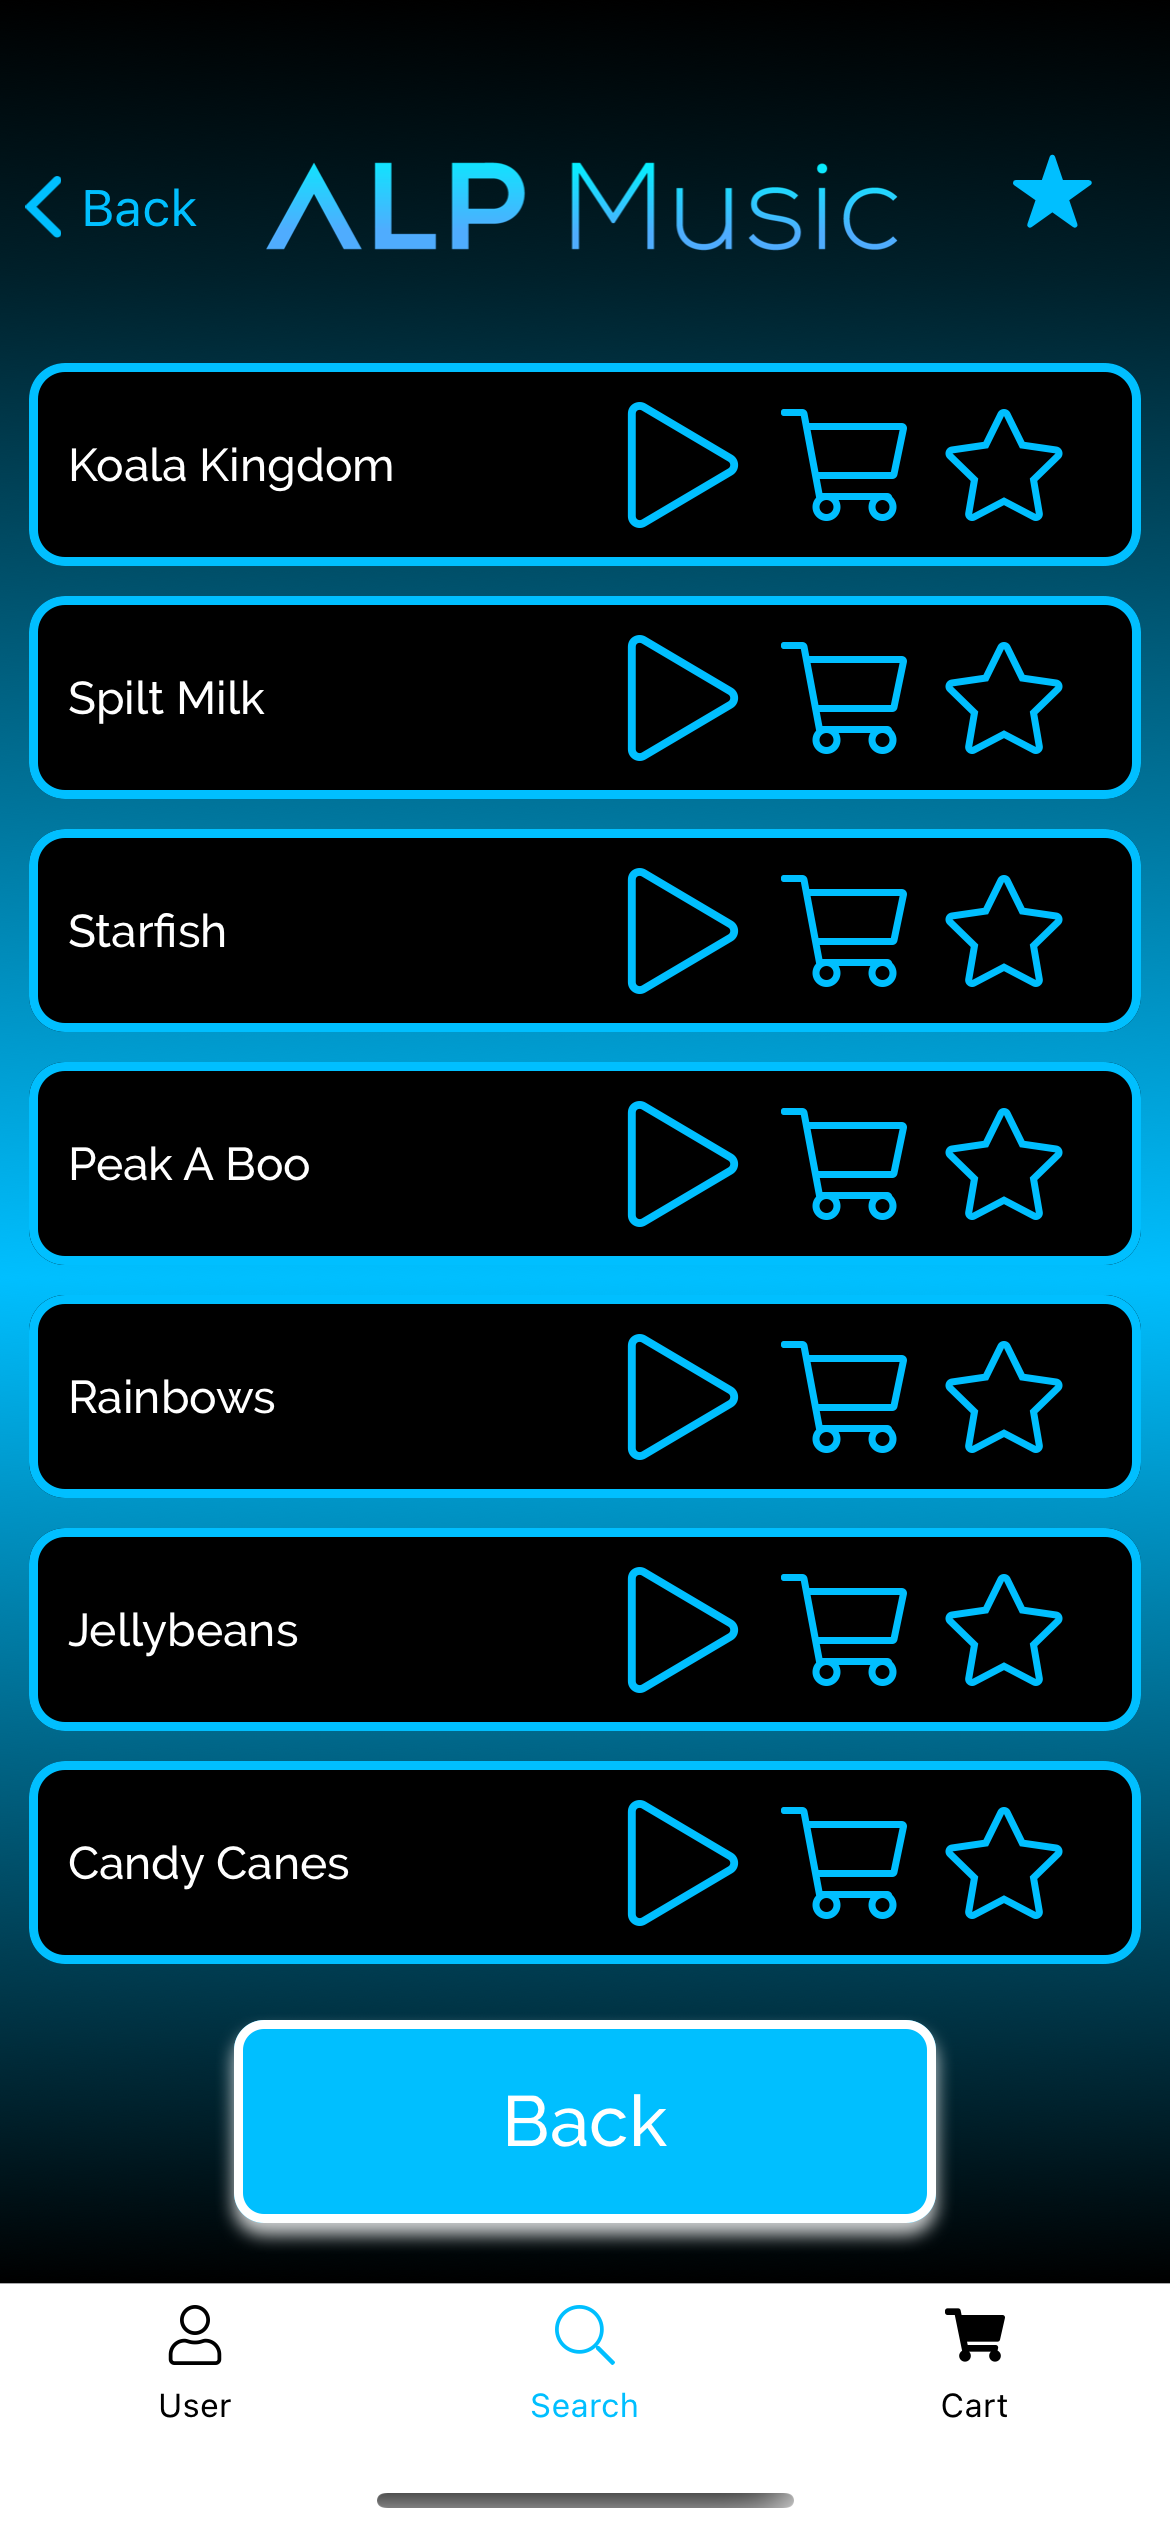 Back
ALP Music
Koala Kingdom
Spilt Milk
Starfish
Peak A Boo
Rainbows
Jellybeans
Candy Canes
Back
User
Search
Cart